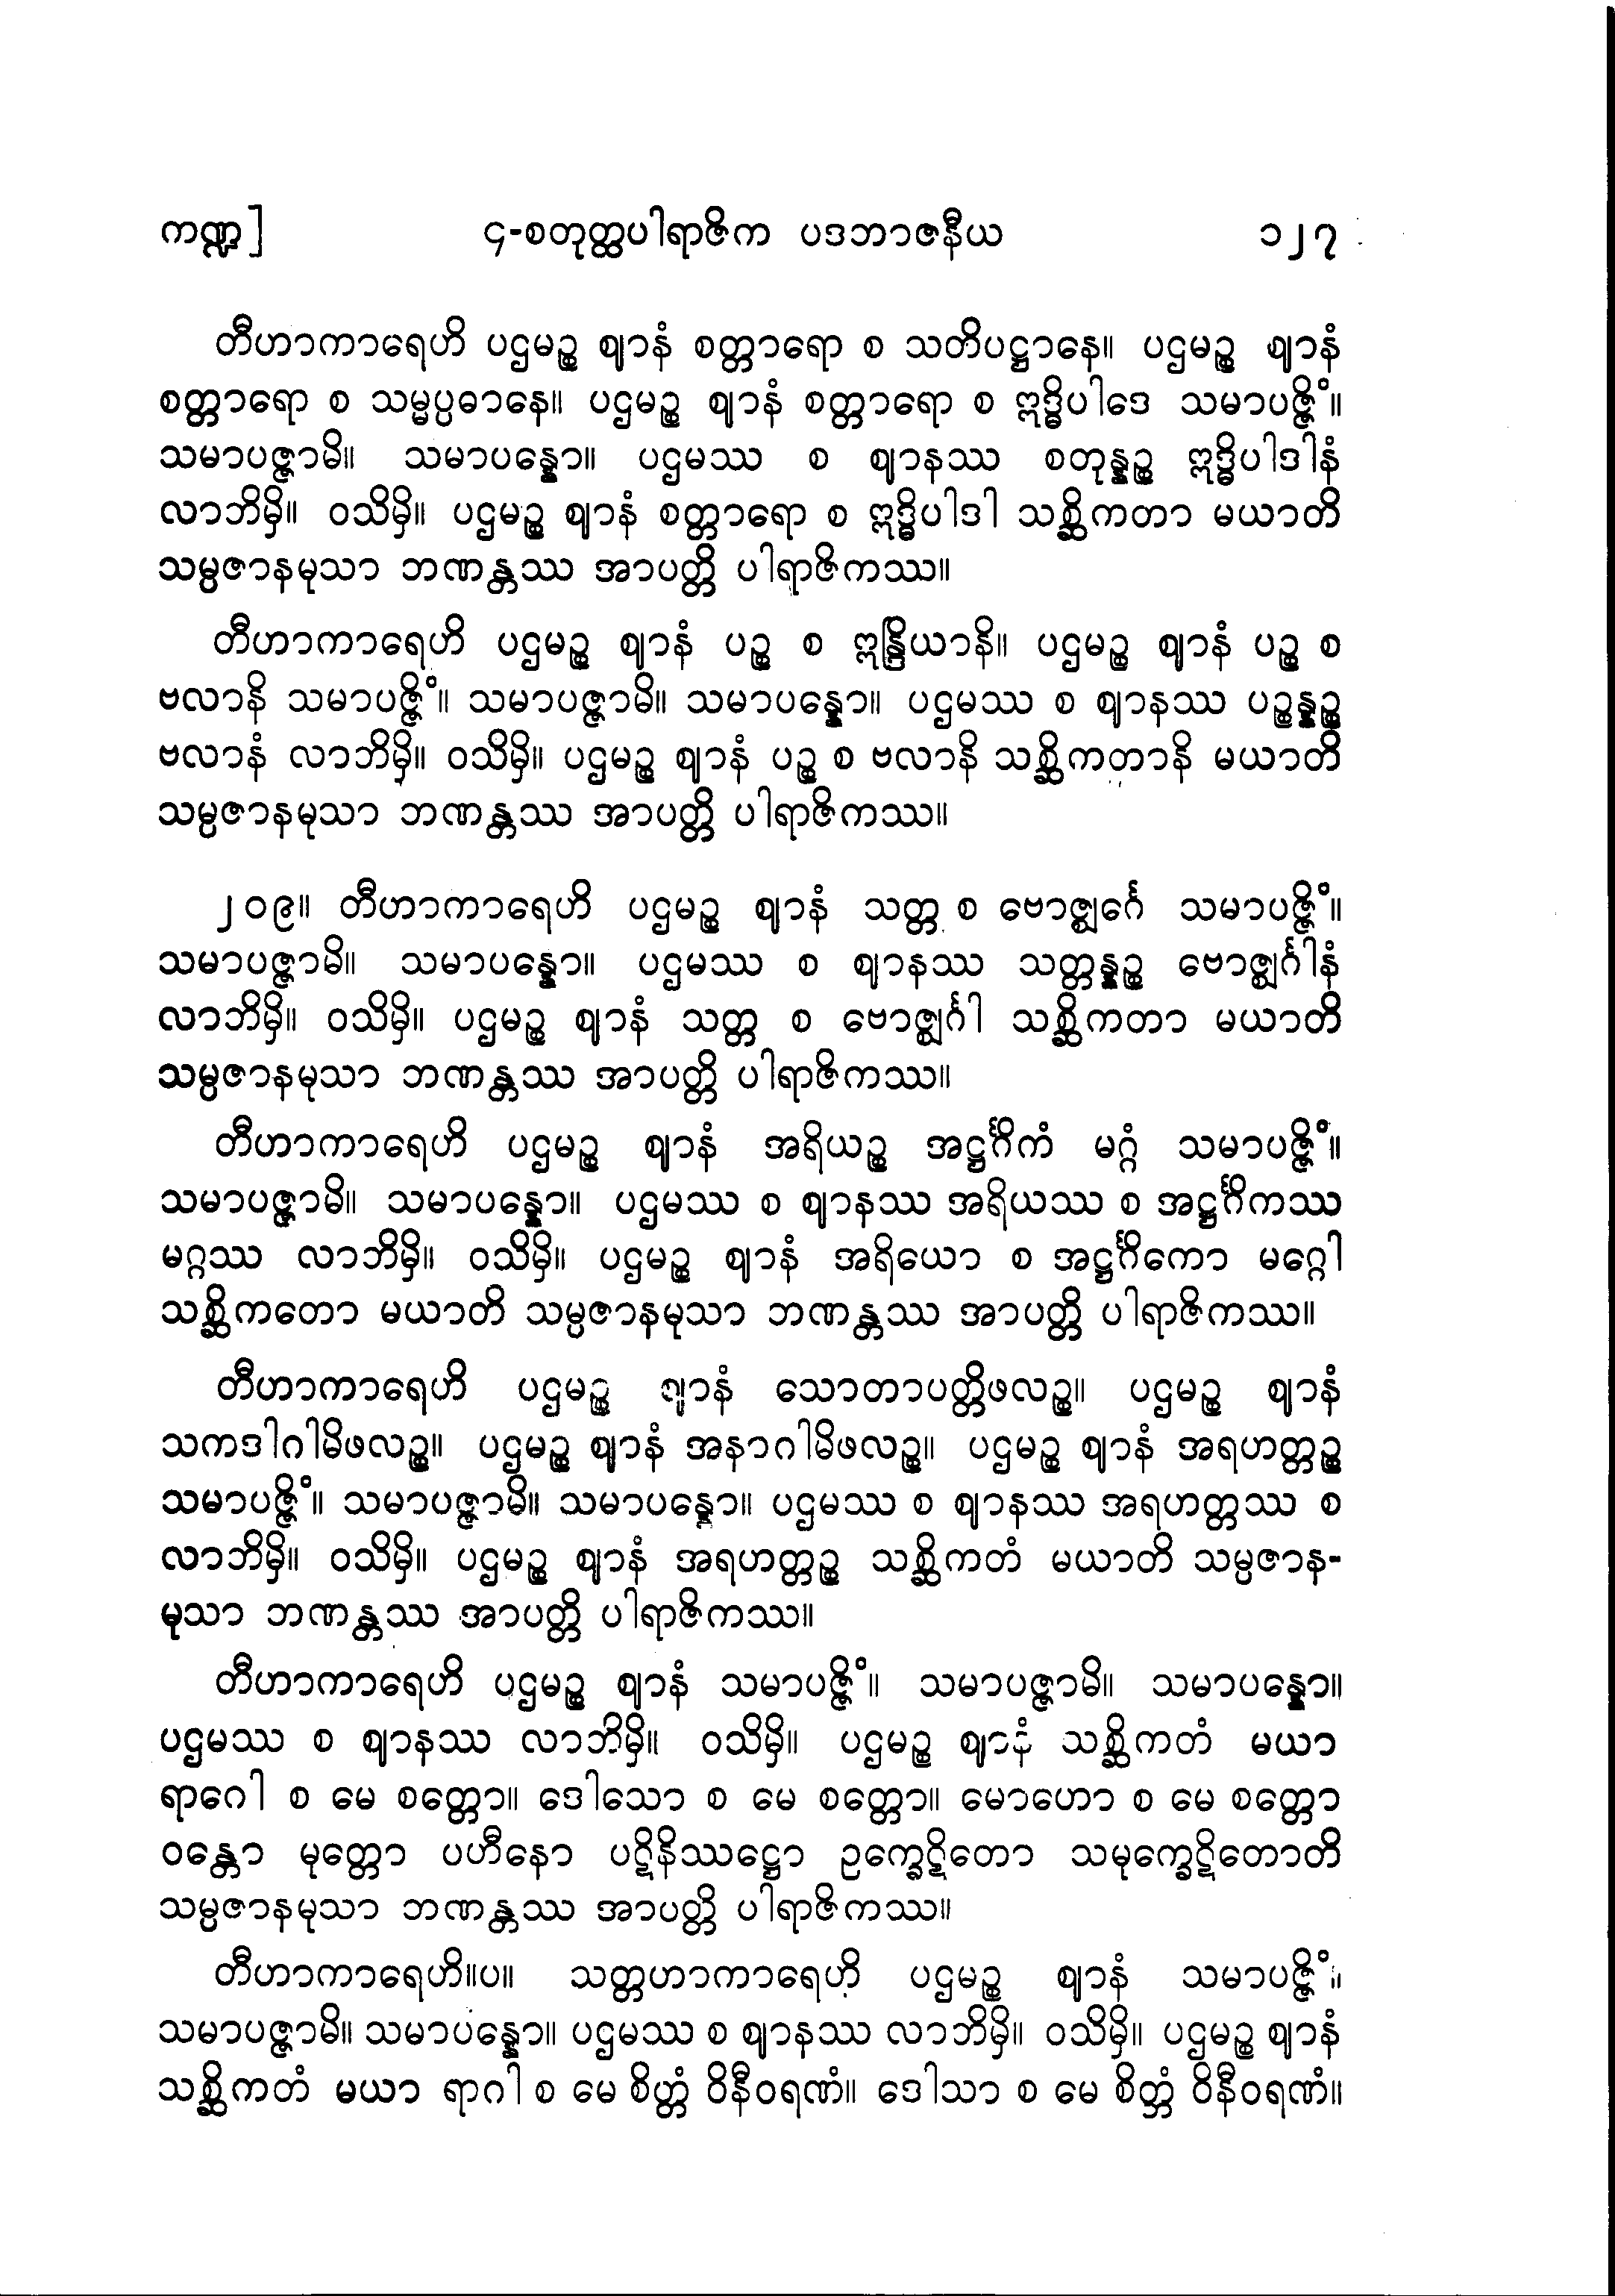 ကဏ္ဍ] ၄-စတုတ္ထပါရာဇိက ပဒဘာဇနီယ ၁၂၇
တီဟာကာရေဟိ ပဌမဉ္စ ဈာနံ စတ္တာရော စ သတိပဋ္ဌာနေ။ ပဌမဉ္စ ဈာနံ
စတ္တာရော စ သမ္မပ္ပဓာနေ။ ပဌမဉ္စ ဈာနံ စတ္တာရော စ ဣဒ္ဓိပါဒေ သမာပဇ္ဇိံ။
သမာပဇ္ဇာမိ။ သမာပန္နော။ ပဌမဿ စ ဈာနဿ စတုန္နဉ္စ ဣဒ္ဓိပါဒါနံ
လာဘိမှိ။ ဝသိမှိ။ ပဌမဉ္စ ဈာနံ စတ္တာရော စ ဣဒ္ဓိပါဒါ သစ္ဆိကတာ မယာတိ
သမ္ပဇာနမုသာ ဘဏန္တဿ အာပတ္တိ ပါရာဇိကဿ။
တီဟာကာရေဟိ ပဌမဉ္စ ဈာနံ ပဉ္စ စ ဣန္ဒြိယာနိ။ ပဌမဉ္စ ဈာနံ ပဉ္စ စ
ဗလာနိ သမာပဇ္ဇိံ။ သမာပဇ္ဇာမိ။ သမာပန္နော။ ပဌမဿ စ ဈာနဿ ပဉ္စန္နဉ္စ
ဗလာနံ လာဘိမှိ။ ဝသိမှိ။ ပဌမဉ္စ ဈာနံ ပဉ္စ စ ဗလာနိ သစ္ဆိကတာနိ မယာတိ
သမ္ပဇာနမုသာ ဘဏန္တဿ အာပတ္တိ ပါရာဇိကဿ။
၂၀၉။ တီဟာကာရေဟိ ပဌမဉ္စ ဈာနံ သတ္တ စ ဗောဇ္ဈင်္ဂေ သမာပဇ္ဇိံ။
သမာပဇ္ဇာမိ။ သမာပန္နော။ ပဌမဿ စ ဈာနဿ သတ္တန္နဉ္စ ဗောဇ္ဈင်္ဂါနံ
လာဘိမှိ။ ဝသိမှိ။ ပဌမဉ္စ ဈာနံ သတ္တ စ ဗောဇ္ဈင်္ဂါ သစ္ဆိကတာ မယာတိ
သမ္ပဇာနမုသာ ဘဏန္တဿ အာပတ္တိ ပါရာဇိကဿ။
တီဟာကာရေဟိ ပဌမဉ္စ ဈာနံ အရိယဉ္စ အဋ္ဌင်္ဂိကံ မဂ္ဂံ သမာပဇ္ဇိံ။
သမာပဇ္ဇာမိ။ သမာပန္နော။ ပဌမဿ စ ဈာနဿ အရိယဿ စ အဋ္ဌင်္ဂိကဿ
မဂ္ဂဿ လာဘိမှိ။ ဝသိမှိ။ ပဌမဉ္စ ဈာနံ အရိယော စ အဋ္ဌင်္ဂိကော မဂ္ဂေါ
သစ္ဆိကတော မယာတိ သမ္ပဇာနမုသာ ဘဏန္တဿ အာပတ္တိ ပါရာဇိကဿ။
တီဟာကာရေဟိ ပဌမဉ္စ ဈာနံ သောတာပတ္တိဖလဉ္စ။ ပဌမဉ္စ ဈာနံ
သကဒါဂါမိဖလဉ္စ။ ပဌမဉ္စ ဈာနံ အနာဂါမိဖလဉ္စ။ ပဌမဉ္စ ဈာနံ အရဟတ္တဉ္စ
သမာပဇ္ဇိံ။ သမာပဇ္ဇာမိ။ သမာပန္နော။ ပဌမဿ စ ဈာနဿ အရဟတ္တဿ စ
လာဘိမှိ။ ဝသိမှိ။ ပဌမဉ္စ ဈာနံ အရဟတ္တဉ္စ သစ္ဆိကတံ မယာတိ သမ္ပဇာန-
မုသာ ဘဏန္တဿ အာပတ္တိ ပါရာဇိကဿ။
တီဟာကာရေဟိ ပဌမဉ္စ ဈာနံ သမာပဇ္ဇိံ။ သမာပဇ္ဇာမိ။ သမာပန္နော။
ပဌမဿ စ ဈာနဿ လာဘိမှိ။ ဝသိမှိ။ ပဌမဉ္စ ဈာနံ သစ္ဆိကတံ မယာ
ရာဂေါ စ မေ စတ္တော။ ဒေါသော စ မေ စတ္တော။ မောဟော စ မေ စတ္တော
ဝန္တော မုတ္တော ပဟီနော ပဋိနိဿဋ္ဌော ဥက္ခေဋိတော သမုက္ခေဋိတောတိ
သမ္ပဇာနမုသာ ဘဏန္တဿ အာပတ္တိ ပါရာဇိကဿ။
တီဟာကာရေဟိ။ပ။ သတ္တဟာကာရေဟိ ပဌမဉ္စ ဈာနံ သမာပဇ္ဇိံ။
သမာပဇ္ဇာမိ။ သမာပန္နော။ ပဌမဿ စ ဈာနဿ လာဘိမှိ။ ဝသိမှိ။ ပဌမဉ္စ ဈာနံ
သစ္ဆိကတံ မယာ ရာဂါ စ မေ စိတ္တံ ဝိနီဝရဏံ။ ဒေါသာ စ မေ စိတ္တံ ဝိနီဝရဏံ။